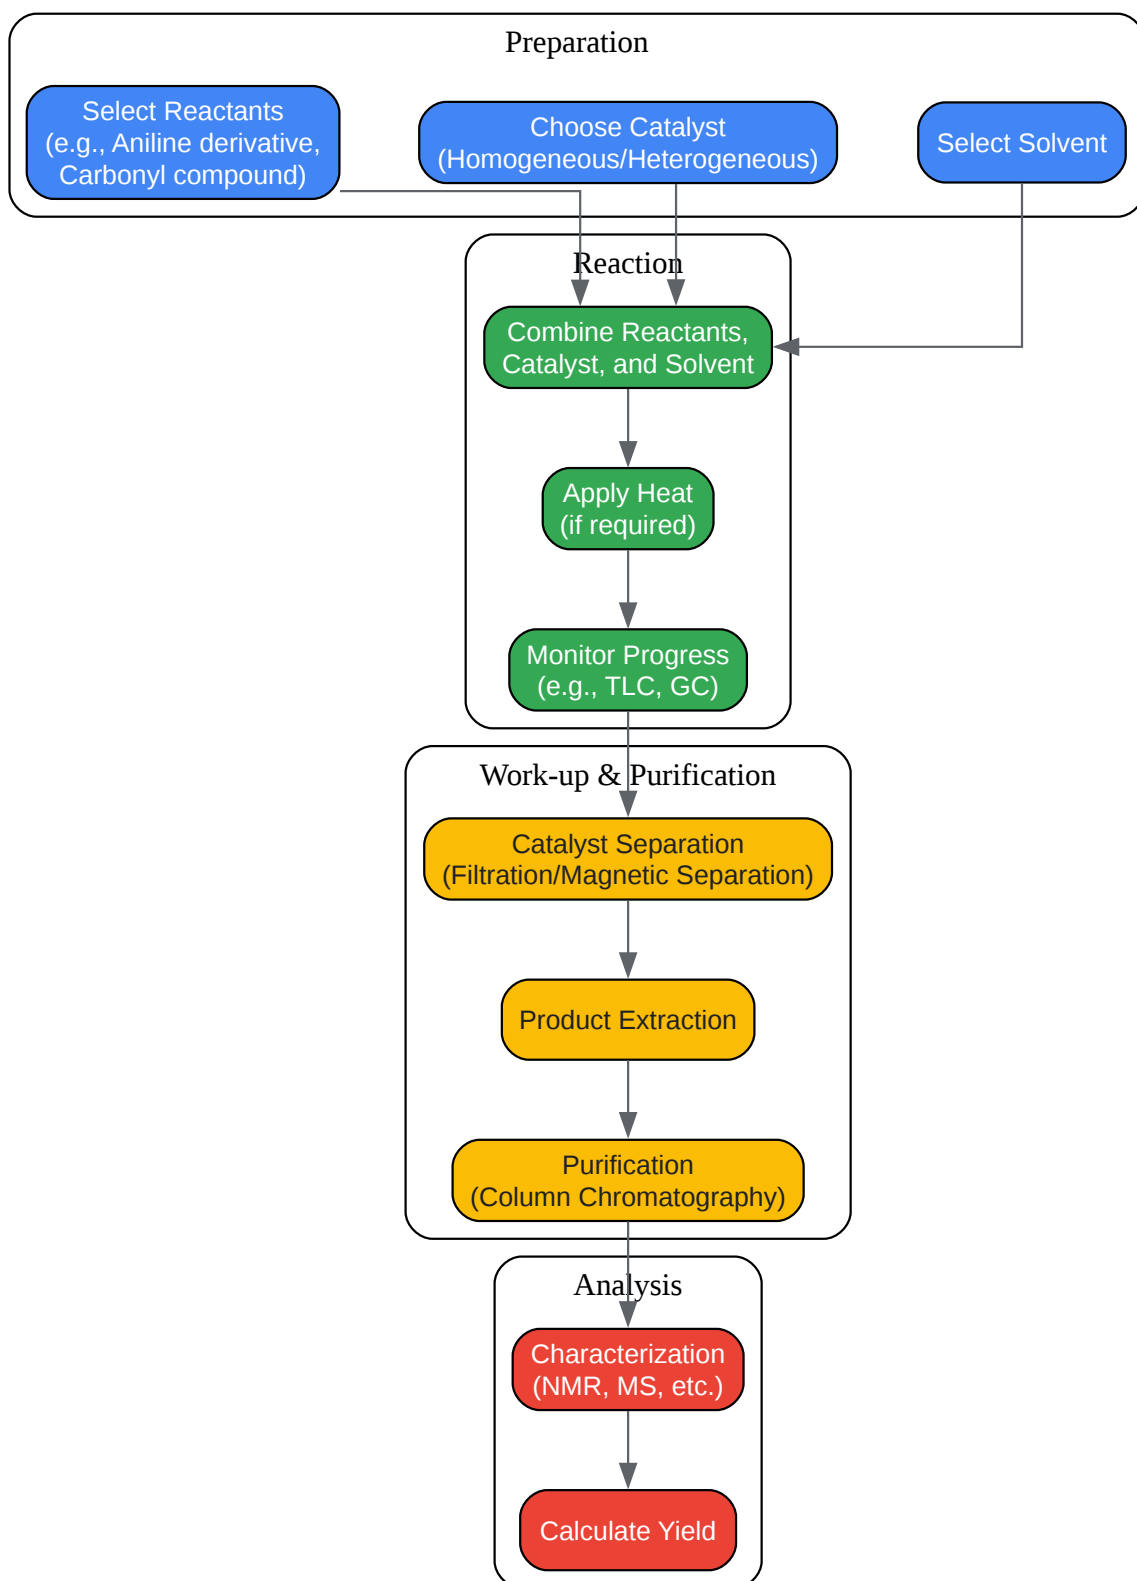 Preparation
Select Reactants
(e.g., Aniline derivative,
Carbonyl compound)
Choose Catalyst
(Homogeneous/Heterogeneous)
Select Solvent
Reaction
Combine Reactants,
Catalyst, and Solvent
Apply Heat
(if required)
Monitor Progress
(e.g., TLC, GC)
Work-up & Purification
Catalyst Separation
(Filtration/Magnetic Separation)
Product Extraction
Purification
(Column Chromatography)
Analysis
Characterization
(NMR, MS, etc.)
Calculate Yield